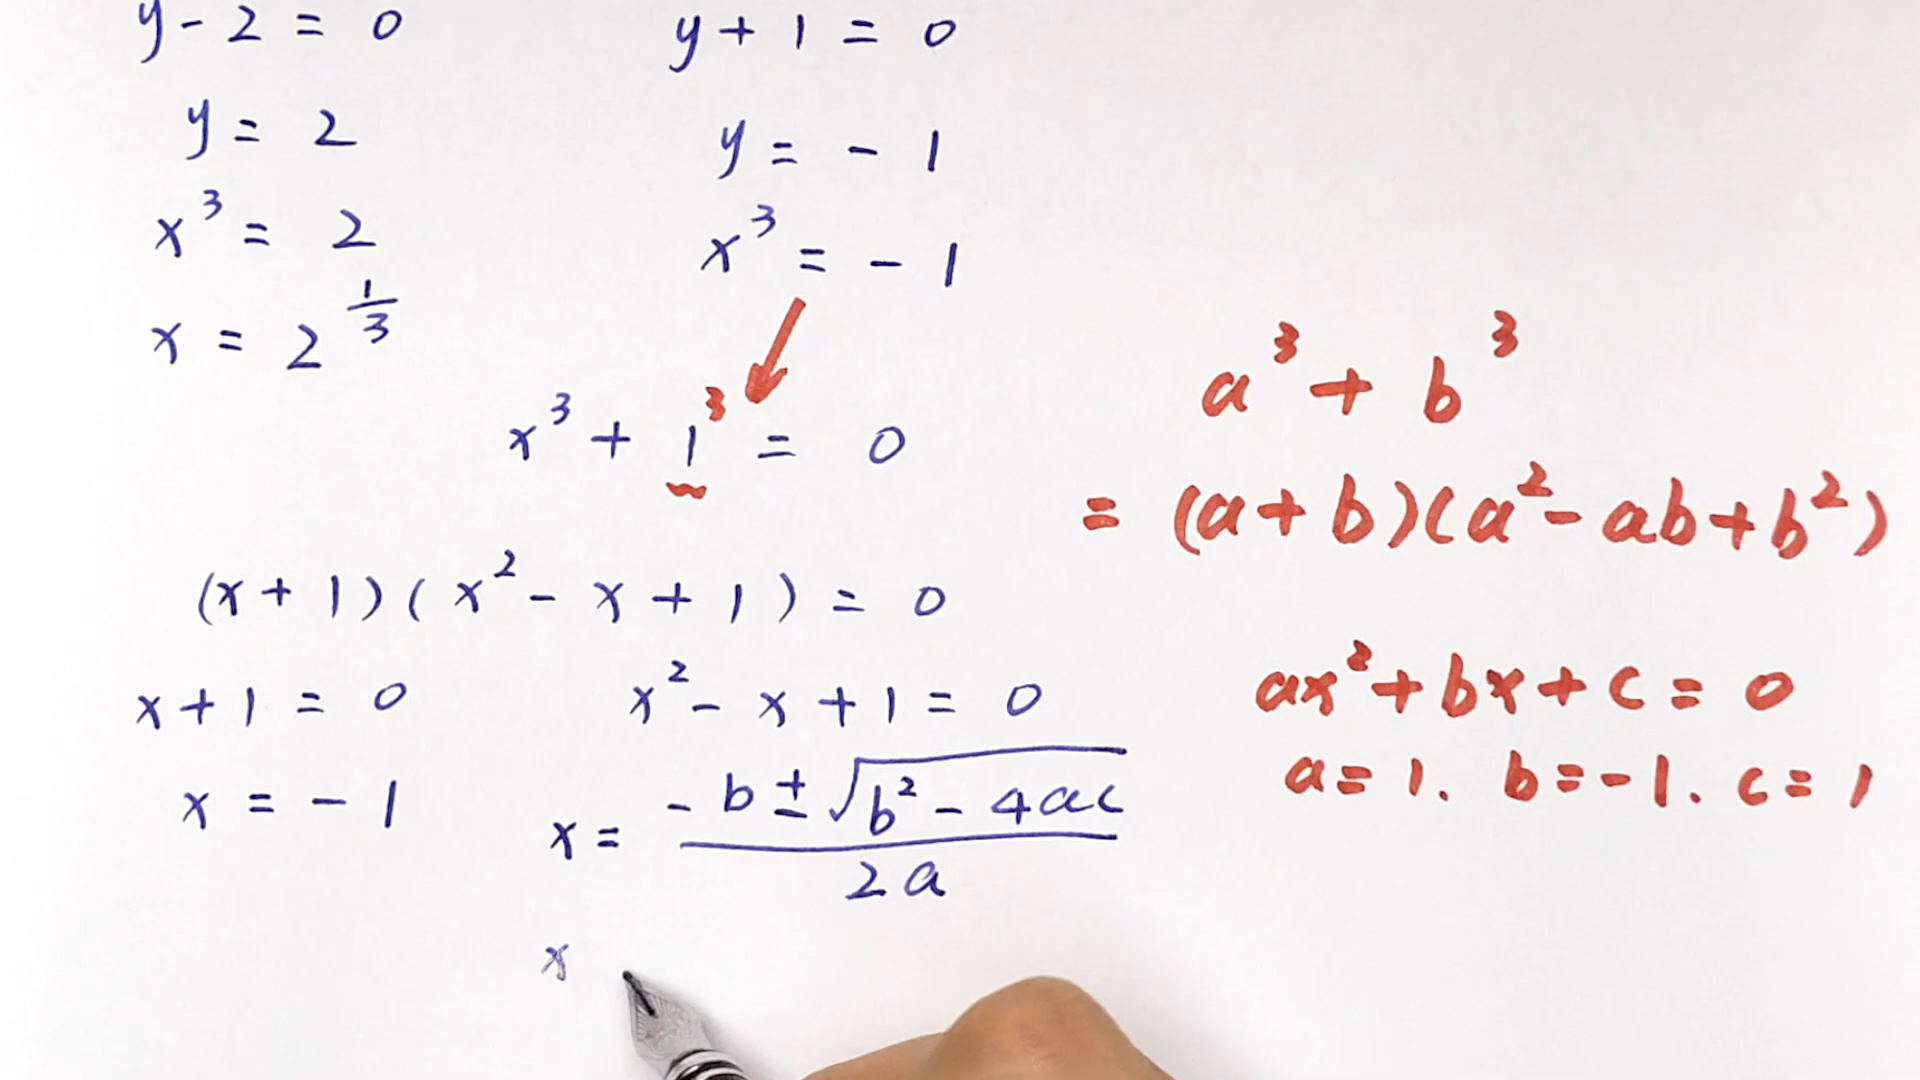 y - 2 = 0
y + 1 = 0
y = 2
y = - 1
x³ = 2
x³ = - 1
x = 2^(1/3)
x³ + 1³ = 0
(x + 1)(x² - x + 1) = 0
x + 1 = 0
x² - x + 1 = 0
x = - 1
x = (- b ± √(b² - 4ac)) / 2a
x
a³ + b³
= (a + b)(a² - ab + b²)
ax² + bx + c = 0
a = 1. b = - 1. c = 1